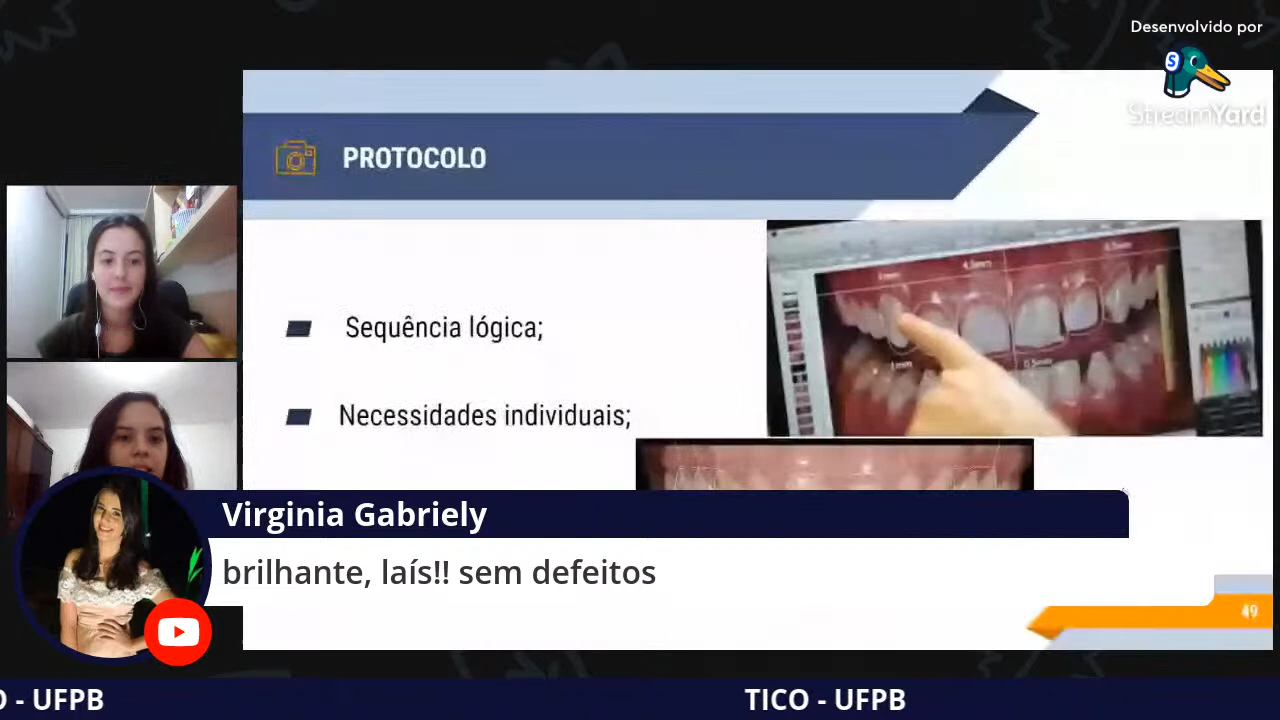 Desenvolvido por
StreamYard
PROTOCOLO
Sequência lógica;
Necessidades individuais;
Virginia Gabriely
brilhante, laís!! sem defeitos
49
O - UFPB
TICO - UFPB